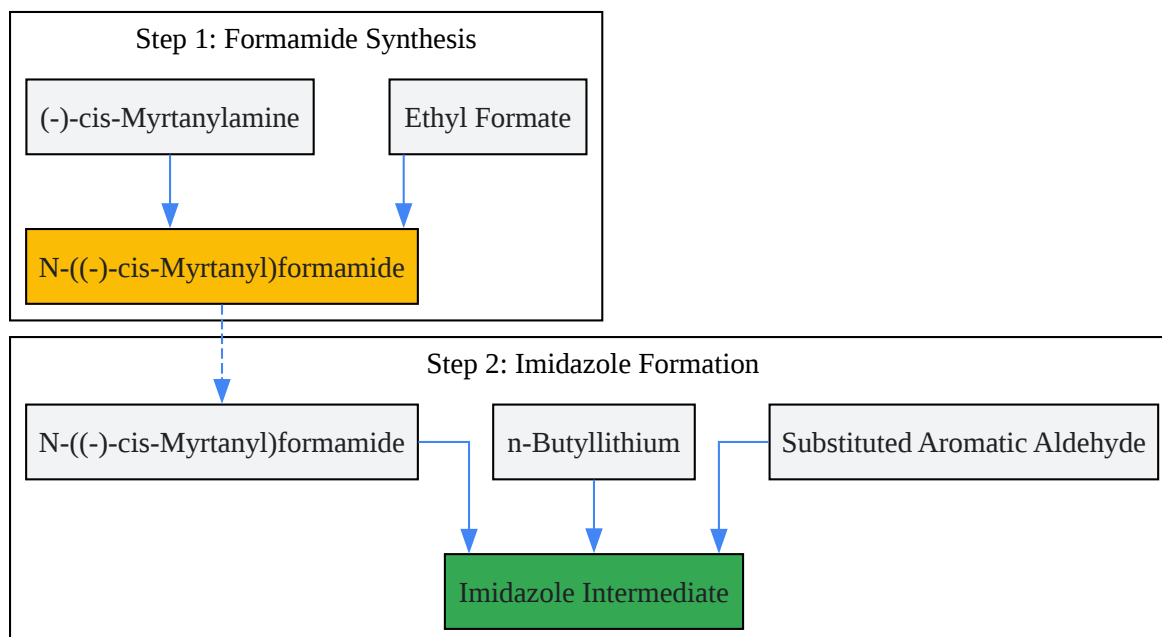 Step 1: Formamide Synthesis
(-)-cis-Myrtanylamine
Ethyl Formate
N-((-)-cis-Myrtanyl)formamide
Step 2: Imidazole Formation
N-((-)-cis-Myrtanyl)formamide
n-Butyllithium
Substituted Aromatic Aldehyde
Imidazole Intermediate